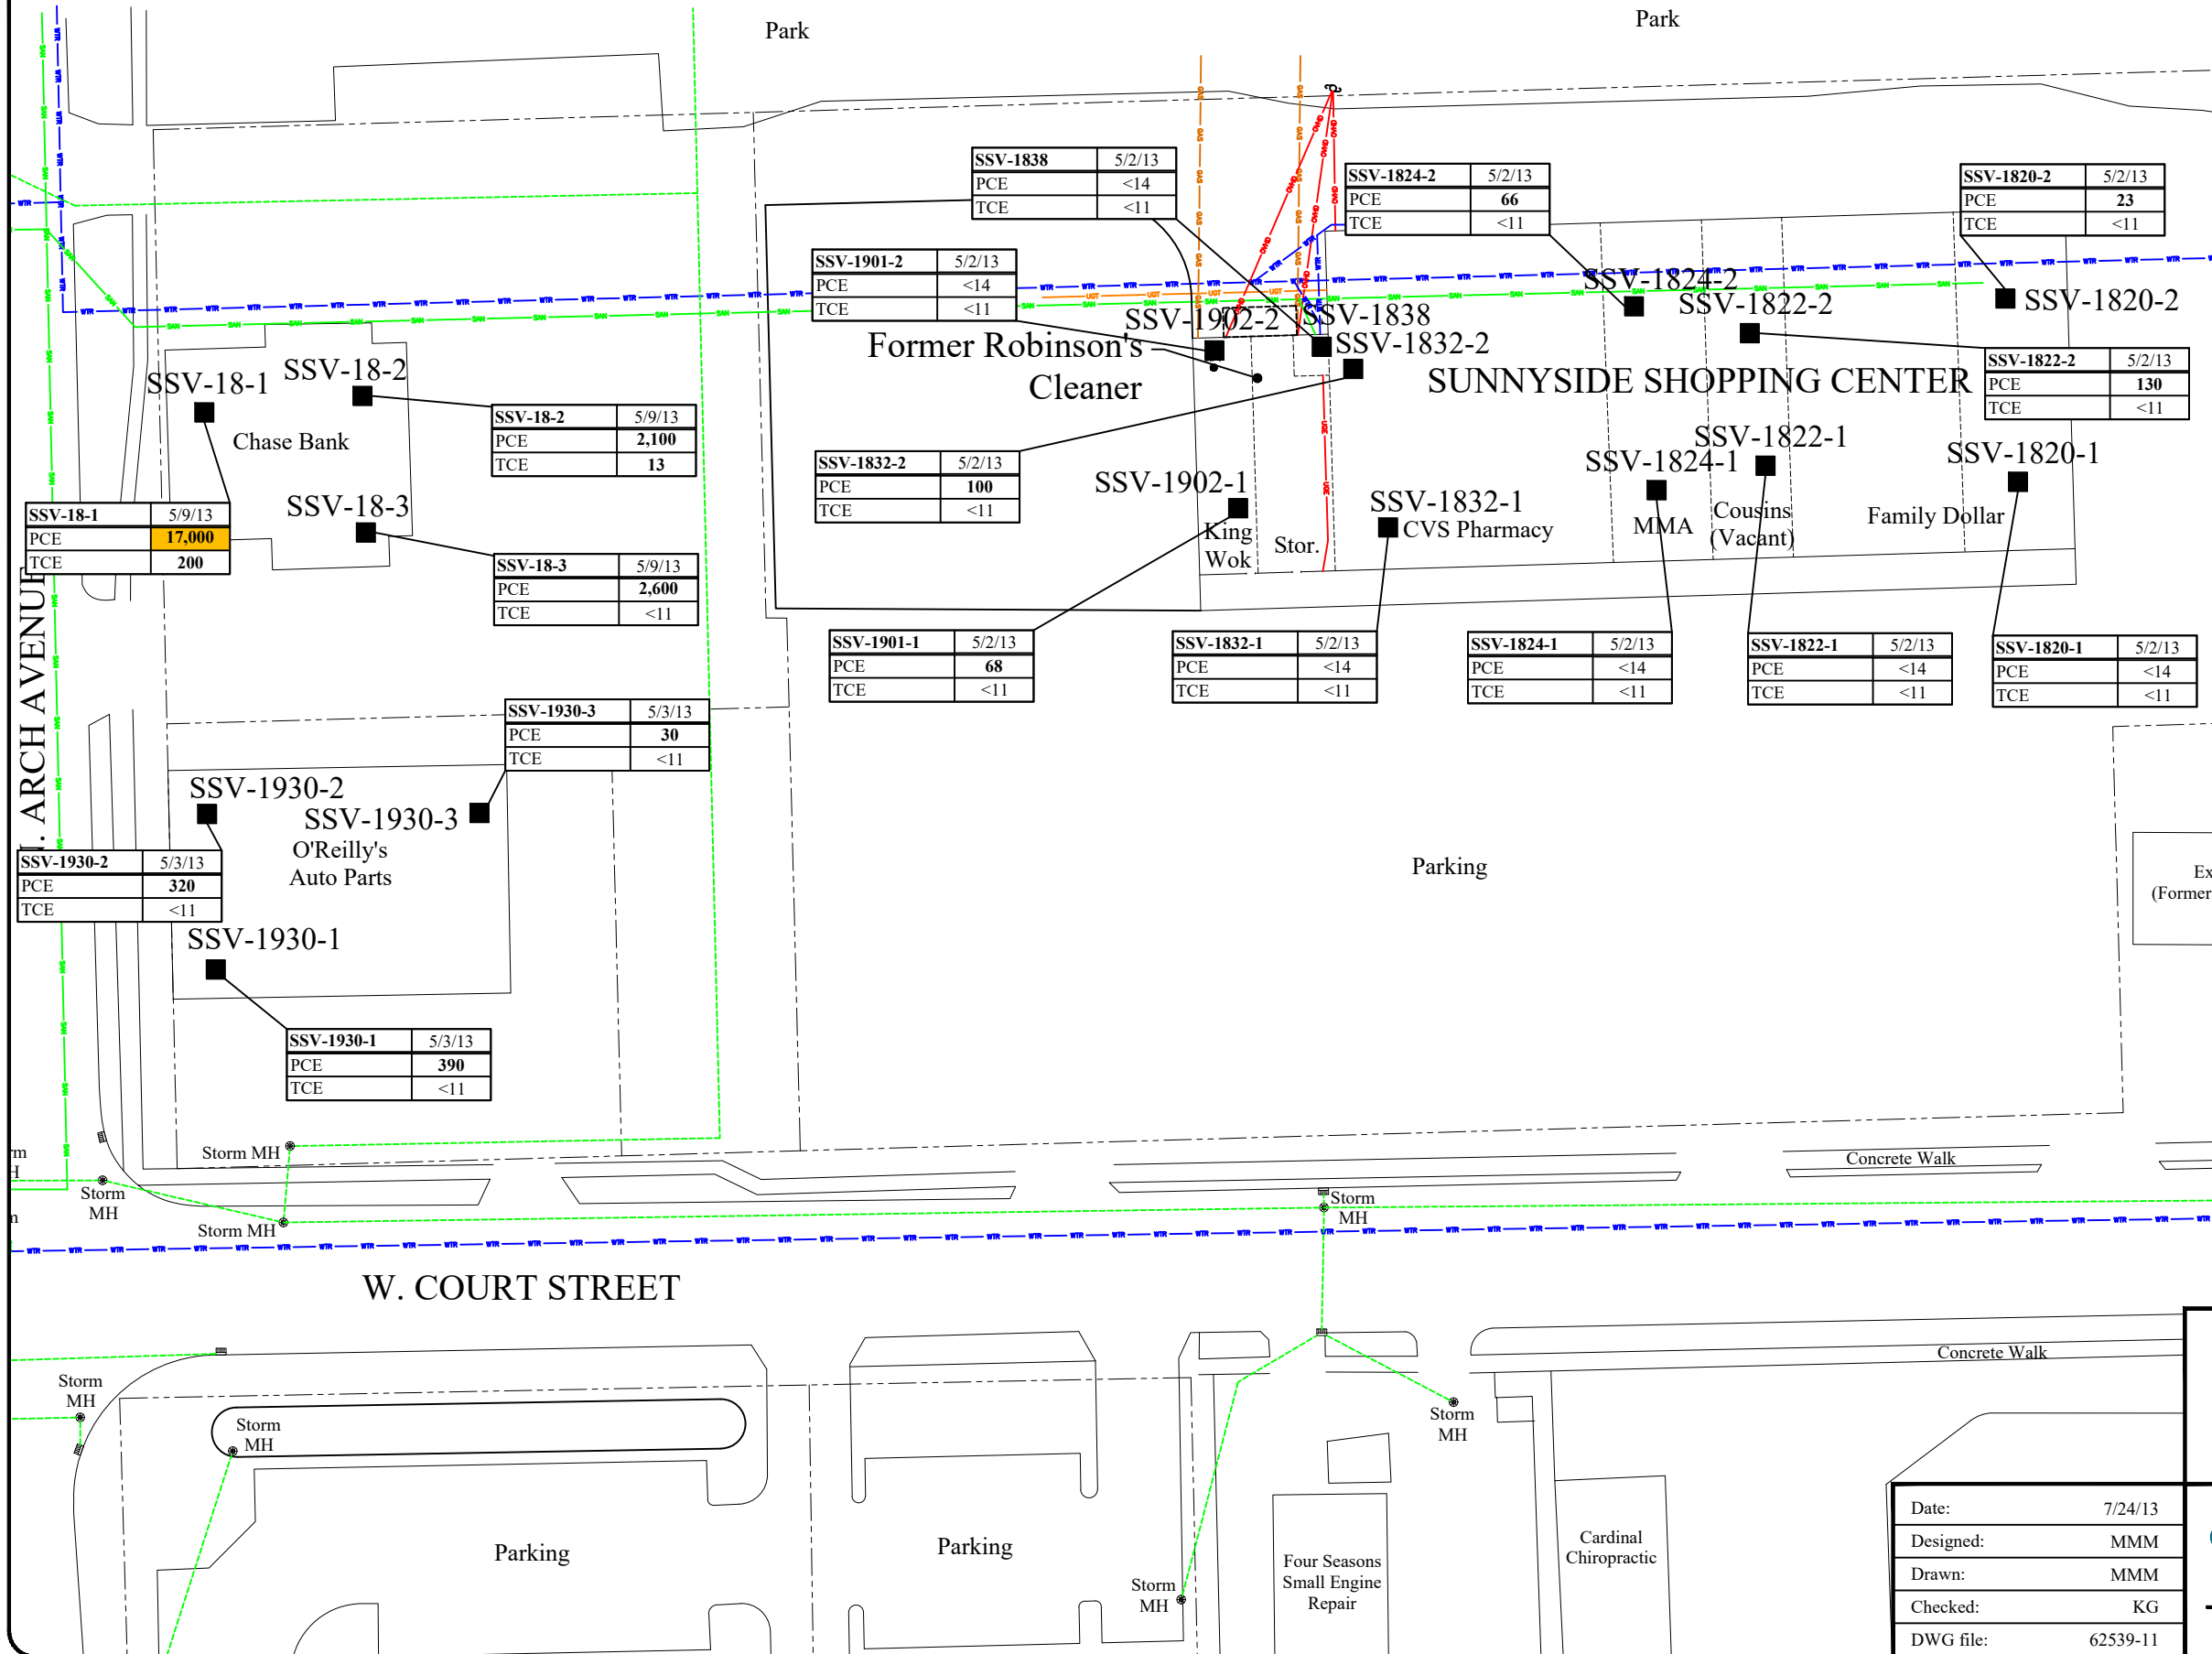 Park
Park
SSV-1838 5/2/13
PCE <14
TCE <11
SSV-1824-2 5/2/13
PCE 66
TCE <11
SSV-1820-2 5/2/13
PCE 23
TCE <11
SSV-1901-2 5/2/13
PCE <14
TCE <11
SSV-1824-2
SSV-1822-2
SSV-1820-2
SSV-1902-2
SSV-1838
SSV-1832-2
Former Robinson's
Cleaner
SUNNYSIDE SHOPPING CENTER
SSV-1822-2 5/2/13
PCE 130
TCE <11
SSV-18-1
SSV-18-2
Chase Bank
SSV-18-2 5/9/13
PCE 2,100
TCE 13
SSV-1832-2 5/2/13
PCE 100
TCE <11
SSV-1902-1
SSV-1832-1
SSV-1824-1
SSV-1822-1
SSV-1820-1
King
Wok
Stor.
CVS Pharmacy
MMA
Cousins
(Vacant)
Family Dollar
SSV-18-1 5/9/13
PCE 17,000
TCE 200
SSV-18-3
SSV-18-3 5/9/13
PCE 2,600
TCE <11
N. ARCH AVENUE
SSV-1901-1 5/2/13
PCE 68
TCE <11
SSV-1832-1 5/2/13
PCE <14
TCE <11
SSV-1824-1 5/2/13
PCE <14
TCE <11
SSV-1822-1 5/2/13
PCE <14
TCE <11
SSV-1820-1 5/2/13
PCE <14
TCE <11
SSV-1930-3 5/3/13
PCE 30
TCE <11
SSV-1930-2
SSV-1930-3
O'Reilly's
Auto Parts
SSV-1930-2 5/3/13
PCE 320
TCE <11
Parking
Ex
(Former
SSV-1930-1
SSV-1930-1 5/3/13
PCE 390
TCE <11
Storm MH
Storm
MH
Storm MH
Storm
MH
Concrete Walk
W. COURT STREET
Concrete Walk
Storm
MH
Storm
MH
Storm
MH
Parking
Parking
Storm
MH
Four Seasons
Small Engine
Repair
Cardinal
Chiropractic
Date: 7/24/13
Designed: MMM
Drawn: MMM
Checked: KG
DWG file: 62539-11